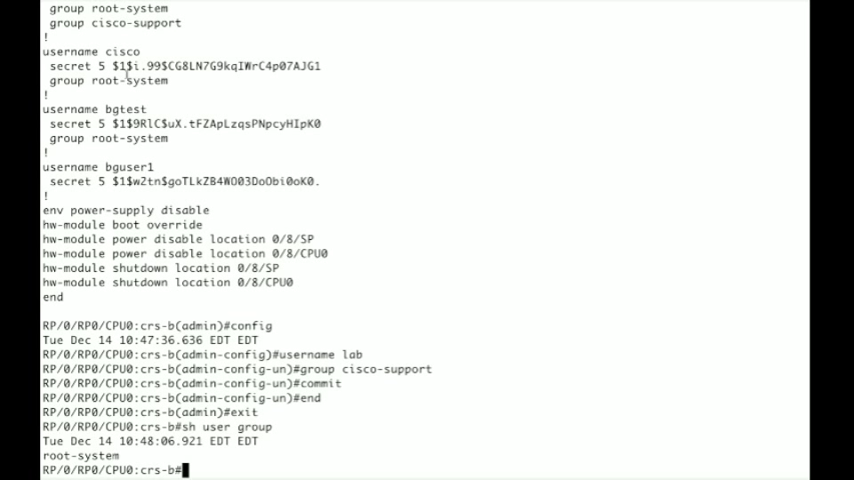 group root-system
group cisco-support
!
username cisco
secret 5 $1$i.99$CG8LN7G9kqIWrC4p07AJG1
group root-system
!
username bgtest
secret 5 $1$9RlC$uX.tFZApLzqsPNpcyHIpK0
group root-system
!
username bguser1
secret 5 $1$w2tn$goTLkZB4WO03DoObi0oK0.
!
env power-supply disable
hw-module boot override
hw-module power disable location 0/8/SP
hw-module power disable location 0/8/CPU0
hw-module shutdown location 0/8/SP
hw-module shutdown location 0/8/CPU0
end
RP/0/RP0/CPU0:crs-b(admin)#config
Tue Dec 14 10:47:36.636 EDT EDT
RP/0/RP0/CPU0:crs-b(admin-config)#username lab
RP/0/RP0/CPU0:crs-b(admin-config-un)#group cisco-support
RP/0/RP0/CPU0:crs-b(admin-config-un)#commit
RP/0/RP0/CPU0:crs-b(admin-config-un)#end
RP/0/RP0/CPU0:crs-b(admin)#exit
RP/0/RP0/CPU0:crs-b#sh user group
Tue Dec 14 10:48:06.921 EDT EDT
root-system
RP/0/RP0/CPU0:crs-b#